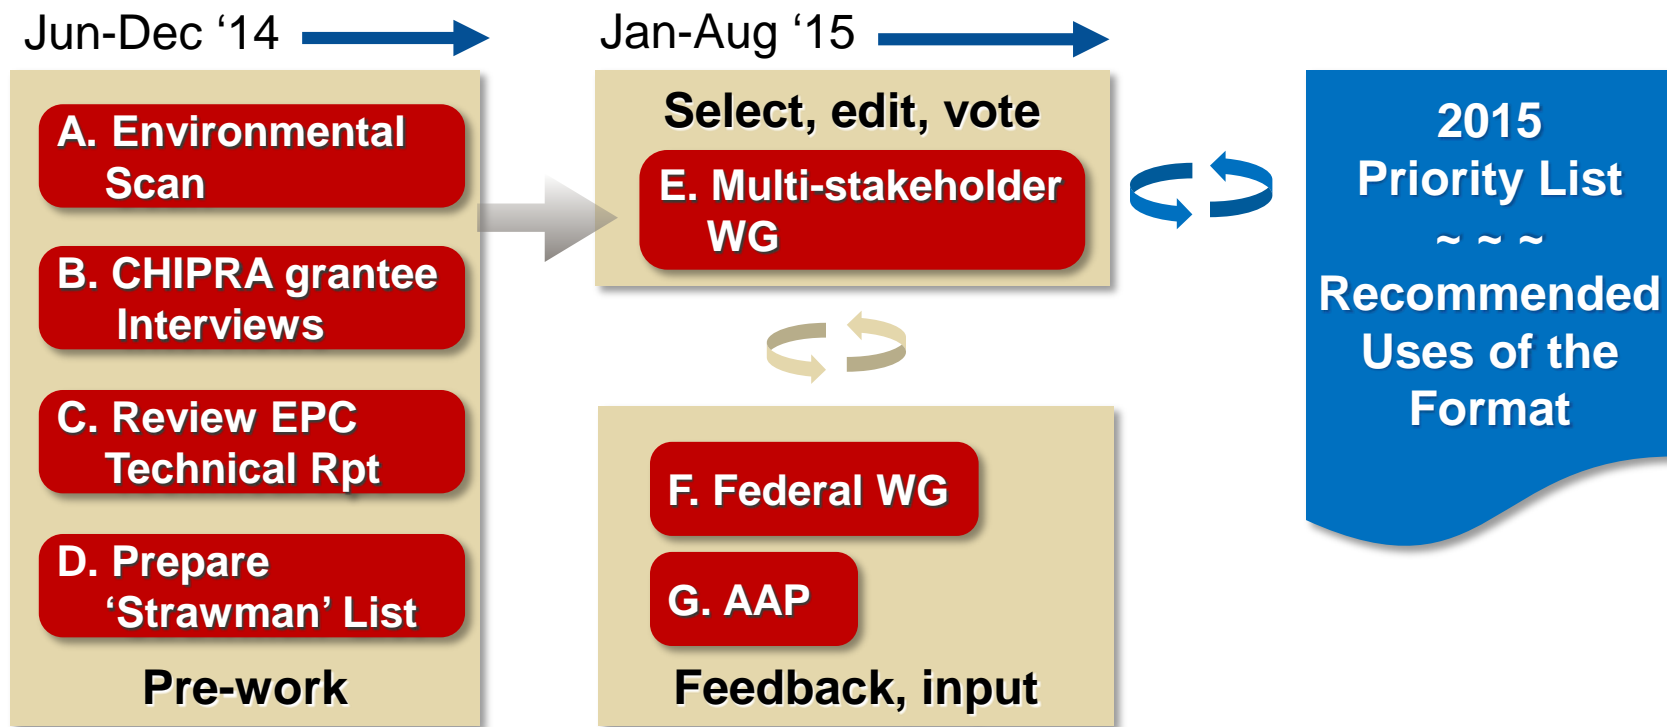 Jun-Dec ‘14
A. Environmental
Scan
B. CHIPRA grantee
Interviews
C. Review EPC
Technical Rpt
D. Prepare
‘Strawman’ List
Pre-work
Jan-Aug ‘15
Select, edit, vote
E. Multi-stakeholder
WG
F. Federal WG
G. AAP
Feedback, input
2015
Priority List
~ ~ ~
Recommended
Uses of the
Format